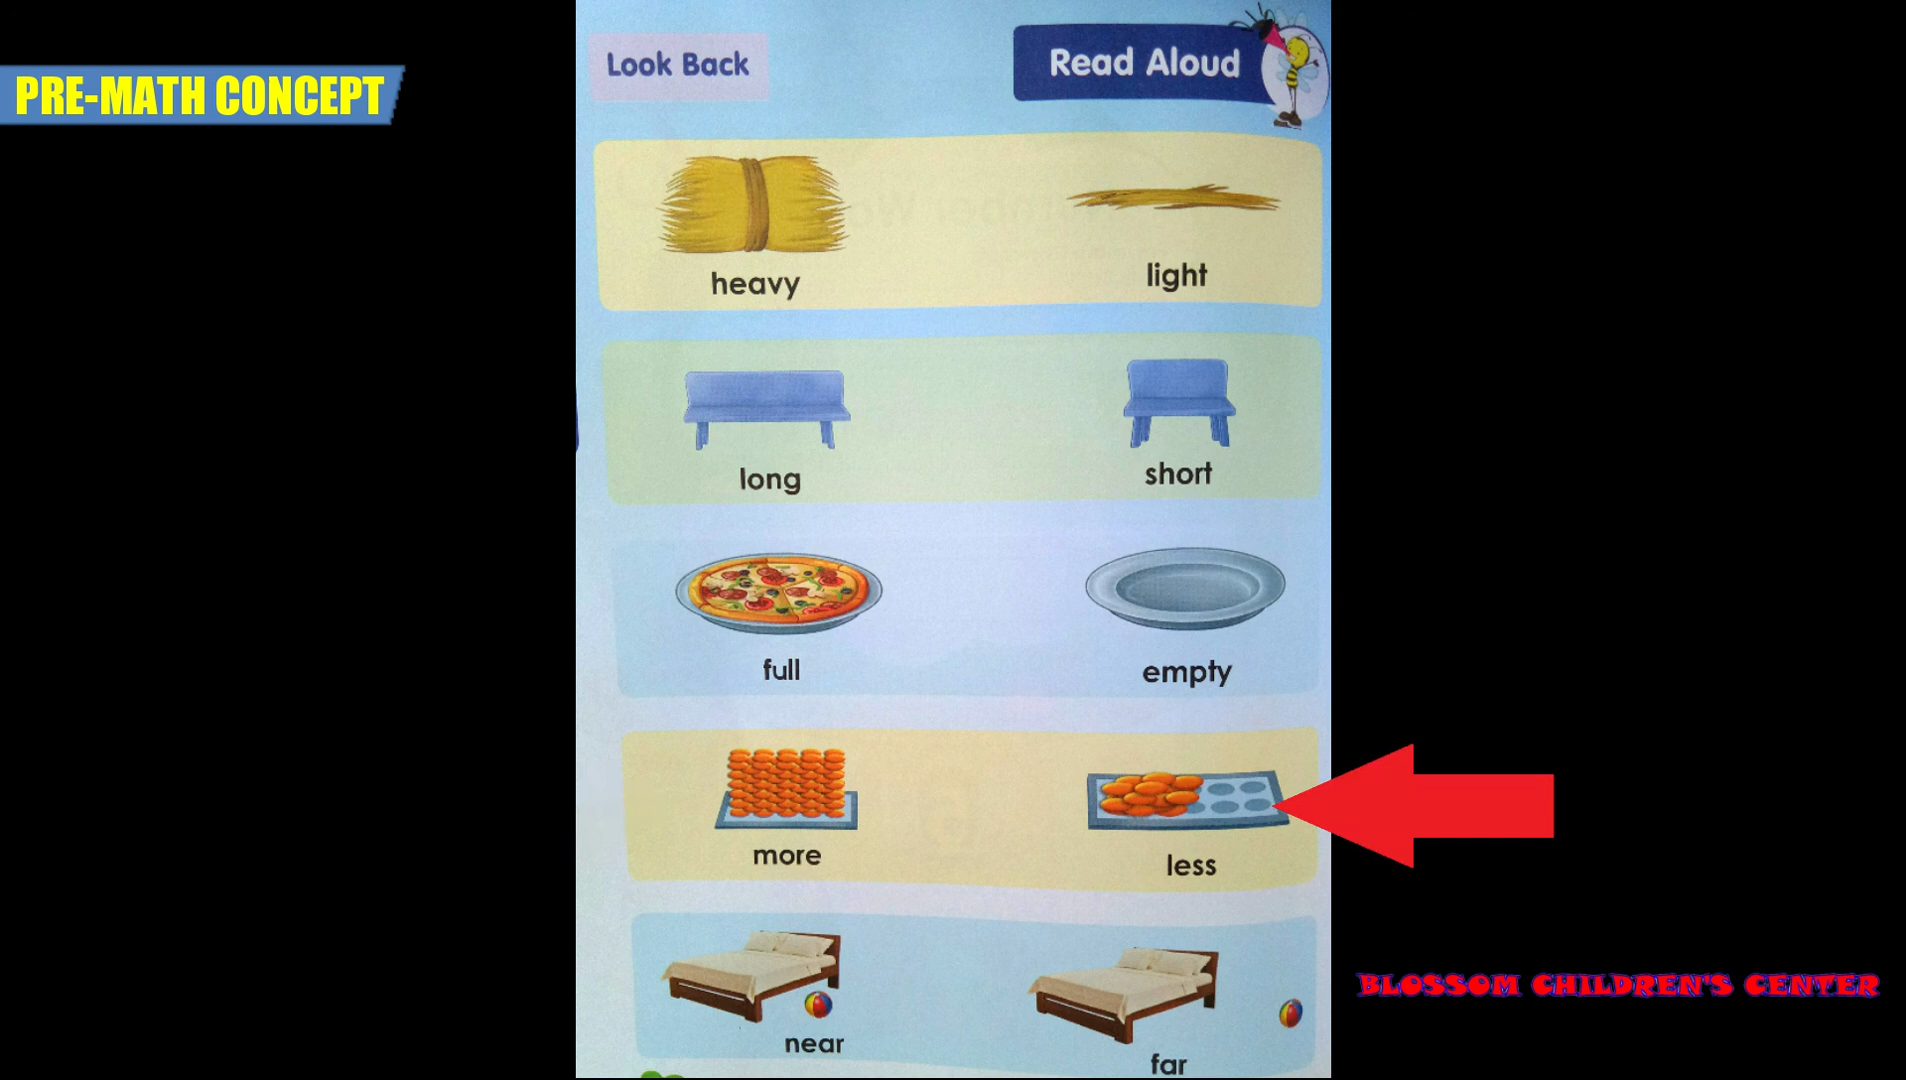 PRE-MATH CONCEPT
Look Back
Read Aloud
heavy
light
long
short
full
empty
more
less
near
far
BLOSSOM CHILDREN'S CENTER